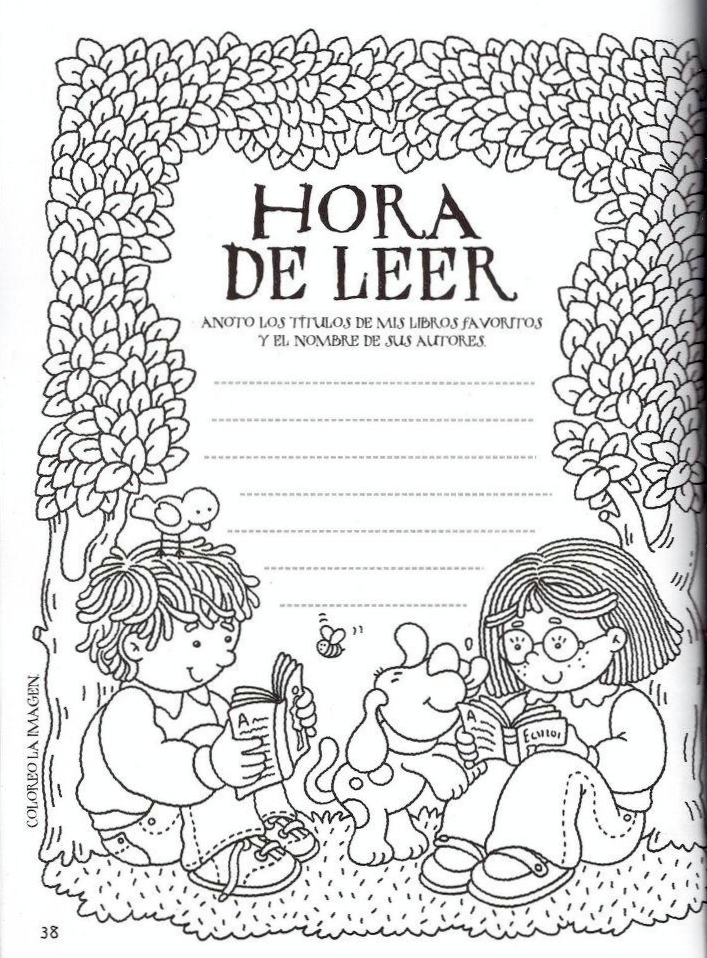 HORA
DE LEER
ANOTO LOS TÍTULOS DE MIS LIBROS FAVORITOS
Y EL NOMBRE DE SUS AUTORES.
COLOREO LA IMAGEN.
A
A
38